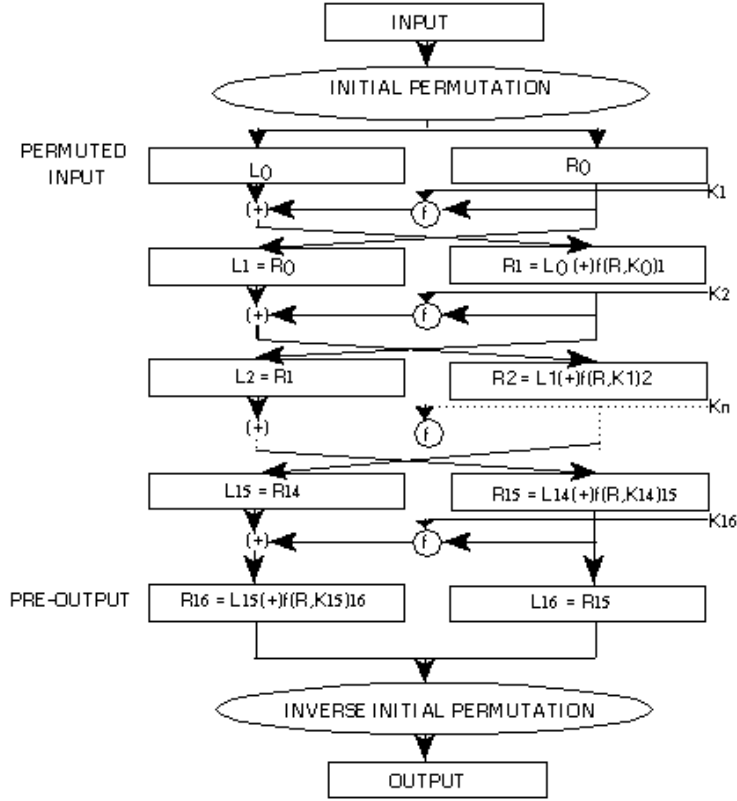 INPUT
INITIAL PERMUTATION
PERMUTED
INPUT
L0
R0
K1
(+)
f
L1 = R0
R1 = L0 (+)f(R,K0)1
K2
(+)
f
L2 = R1
R2 = L1(+)f(R,K1)2
Kn
(+)
f
L15 = R14
R15 = L14(+)f(R,K14)15
K16
(+)
f
PRE-OUTPUT
R16 = L15(+)f(R,K15)16
L16 = R15
INVERSE INITIAL PERMUTATION
OUTPUT